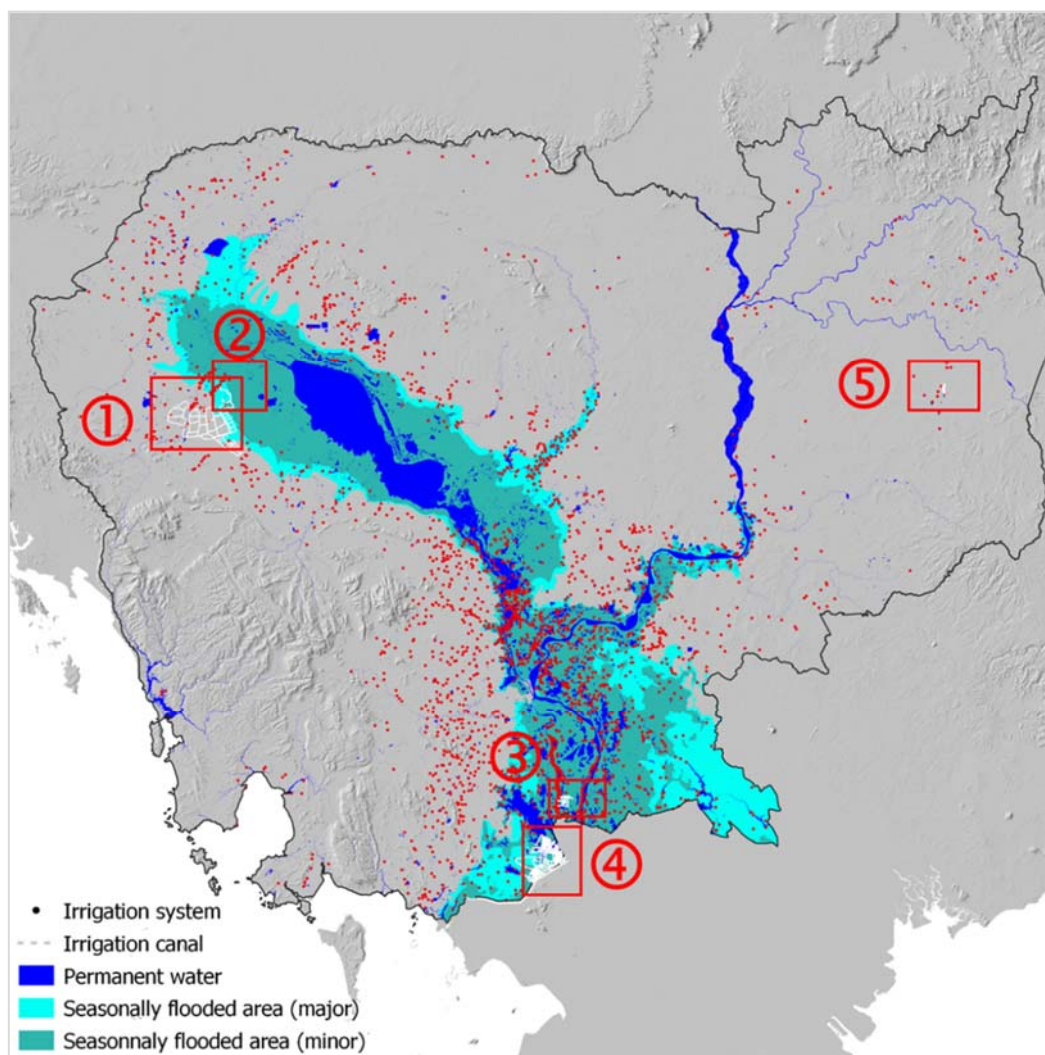 ②
①
⑤
③
④
Irrigation system
Irrigation canal
Permanent water
Seasonally flooded area (major)
Seasonnaly flooded area (minor)